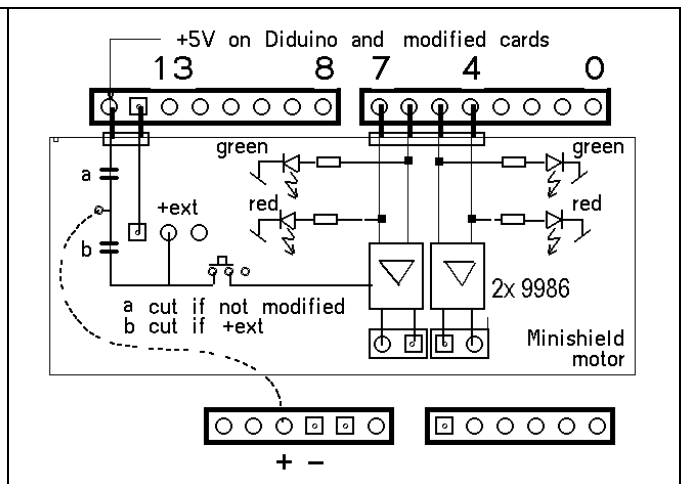 +5V on Diduino and modified cards
13 8 7 4 0
green green
a
+ext red red
b
2x 9986
a cut if not modified
b cut if +ext
Minishield
motor
+ −